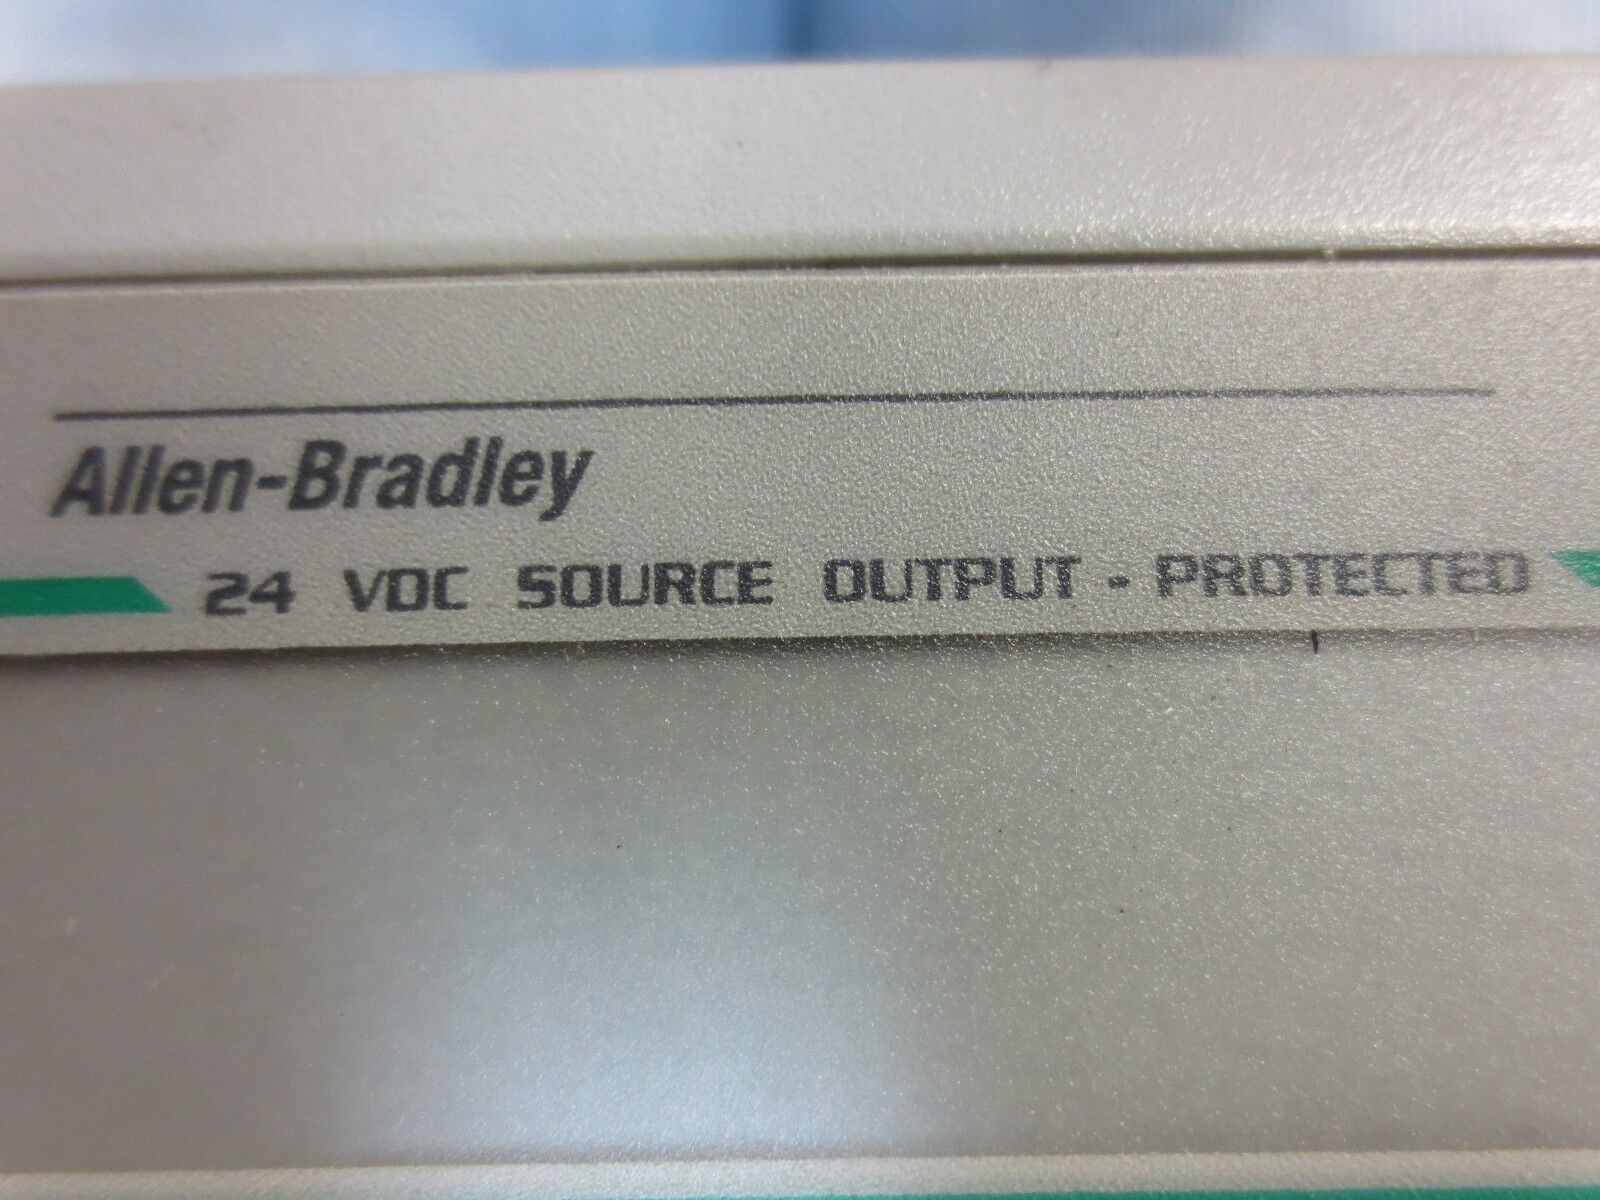 Allen-Bradley
24 VDC SOURCE OUTPUT - PROTECTED